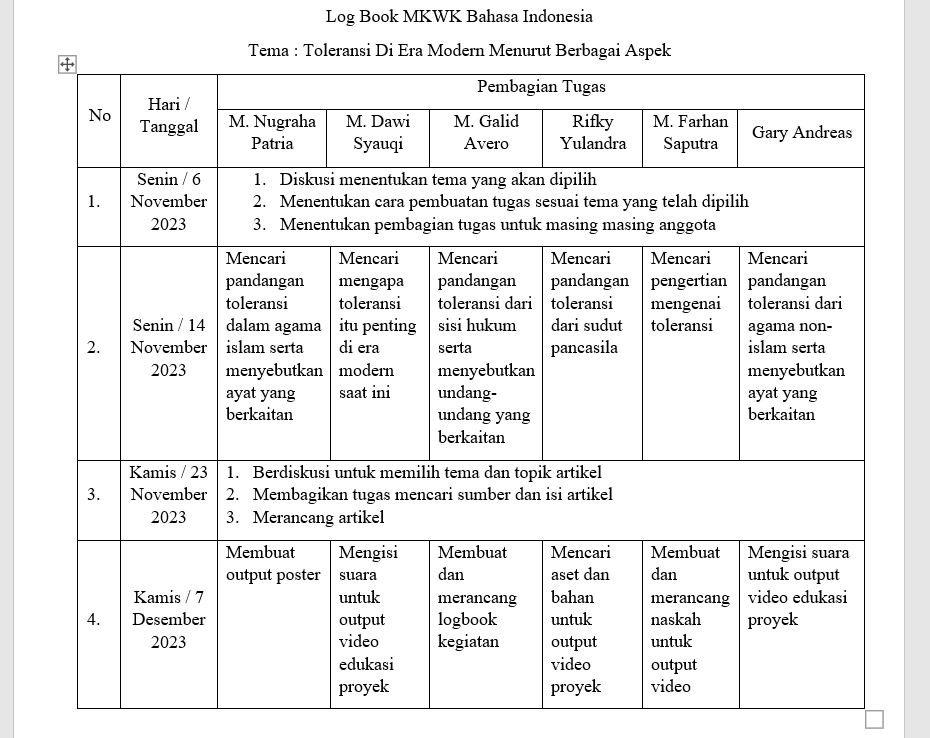 Log Book MKWK Bahasa Indonesia
Tema : Toleransi Di Era Modern Menurut Berbagai Aspek
No
Hari /
Tanggal
Pembagian Tugas
M. Nugraha
Patria
M. Dawi
Syauqi
M. Galid
Avero
Rifky
Yulandra
M. Farhan
Saputra
Gary Andreas
1.
Senin / 6
November
2023
1. Diskusi menentukan tema yang akan dipilih
2. Menentukan cara pembuatan tugas sesuai tema yang telah dipilih
3. Menentukan pembagian tugas untuk masing masing anggota
2.
Senin / 14
November
2023
Mencari
pandangan
toleransi
dalam agama
islam serta
menyebutkan
ayat yang
berkaitan
Mencari
mengapa
toleransi
itu penting
di era
modern
saat ini
Mencari
pandangan
toleransi dari
sisi hukum
serta
menyebutkan
undang-
undang yang
berkaitan
Mencari
pandangan
toleransi
dari sudut
pancasila
Mencari
pengertian
mengenai
toleransi
Mencari
pandangan
toleransi dari
agama non-
islam serta
menyebutkan
ayat yang
berkaitan
3.
Kamis / 23
November
2023
1. Berdiskusi untuk memilih tema dan topik artikel
2. Membagikan tugas mencari sumber dan isi artikel
3. Merancang artikel
4.
Kamis / 7
Desember
2023
Membuat
output poster
Mengisi
suara
untuk
output
video
edukasi
proyek
Membuat
dan
merancang
logbook
kegiatan
Mencari
aset dan
bahan
untuk
output
video
proyek
Membuat
dan
merancang
naskah
untuk
output
video
Mengisi suara
untuk output
video edukasi
proyek